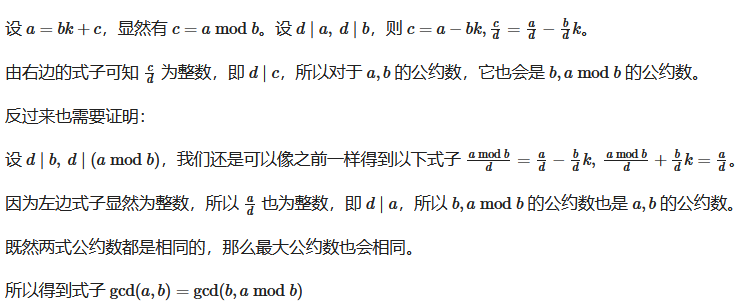 设 $a = bk + c$，显然有 $c = a \bmod b$。设 $d \mid a,\ d \mid b$，则 $c = a - bk, \frac{c}{d} = \frac{a}{d} - \frac{b}{d}k$。
由右边的式子可知 $\frac{c}{d}$ 为整数，即 $d \mid c$，所以对于 $a, b$ 的公约数，它也会是 $b, a \bmod b$ 的公约数。
反过来也需要证明：
设 $d \mid b,\ d \mid (a \bmod b)$，我们还是可以像之前一样得到以下式子 $\frac{a \bmod b}{d} = \frac{a}{d} - \frac{b}{d}k,\ \frac{a \bmod b}{d} + \frac{b}{d}k = \frac{a}{d}$。
因为左边式子显然为整数，所以 $\frac{a}{d}$ 也为整数，即 $d \mid a$，所以 $b, a \bmod b$ 的公约数也是 $a, b$ 的公约数。
既然两式公约数都是相同的，那么最大公约数也会相同。
所以得到式子 $\gcd(a, b) = \gcd(b, a \bmod b)$